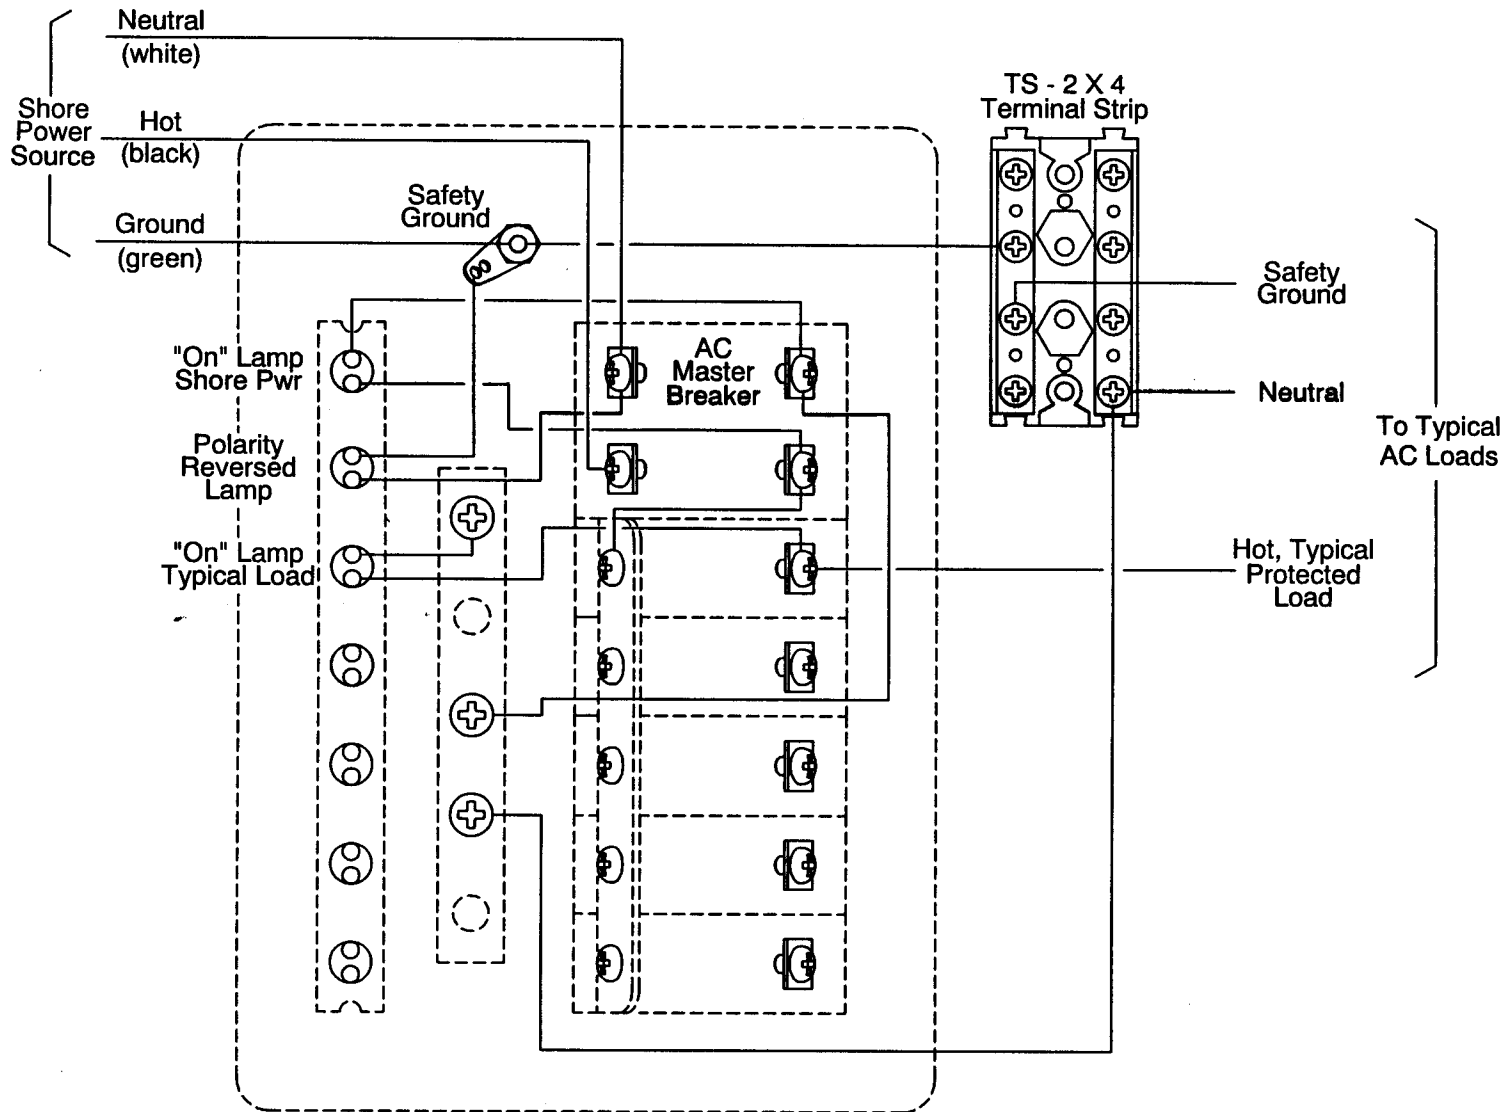 Neutral
(white)
Shore
Power
Source
Hot
(black)
Ground
(green)
Safety
Ground
TS - 2 X 4
Terminal Strip
"On" Lamp
Shore Pwr
Polarity
Reversed
Lamp
"On" Lamp
Typical Load
AC
Master
Breaker
Safety
Ground
Neutral
To Typical
AC Loads
Hot, Typical
Protected
Load